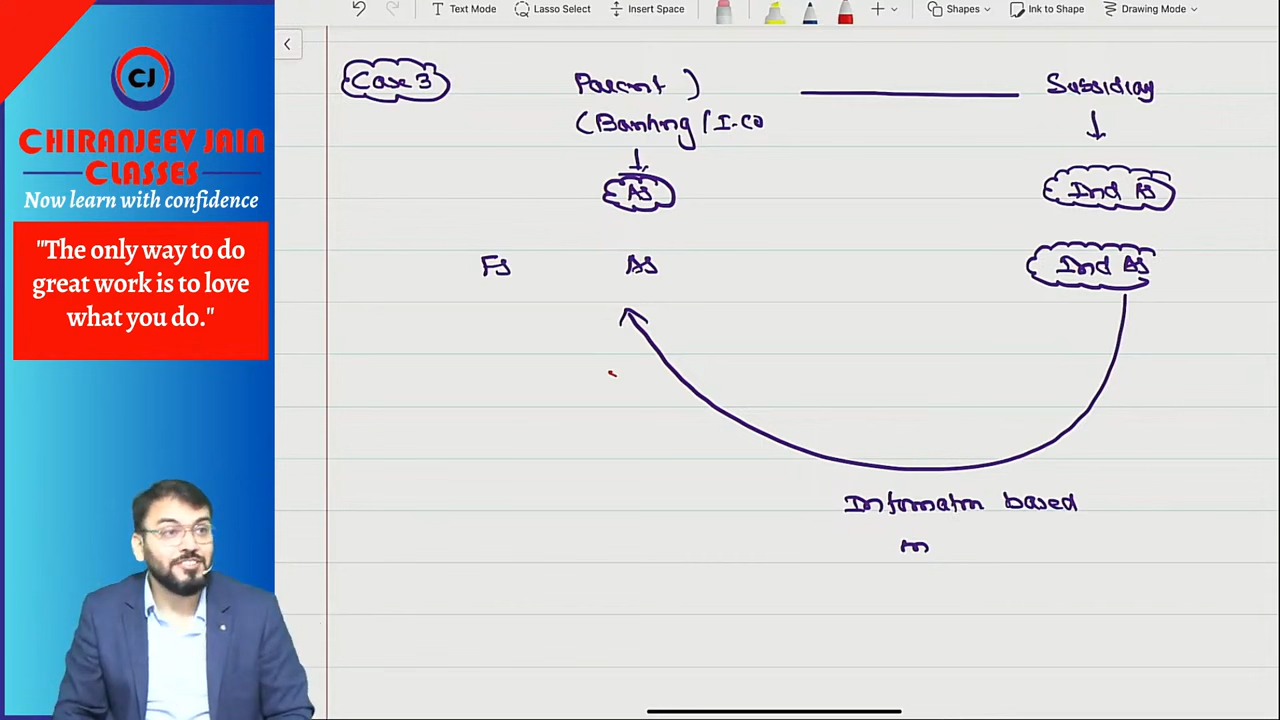 Text Mode Lasso Select Insert Space Shapes Ink to Shape Drawing Mode
CJ
CHIRANJEEV JAIN
CLASSES
Now learn with confidence
"The only way to do
great work is to love
what you do."
Case 3 Parent ) Subsidiary
(Banking / I-Co
AS Ind AS
FS AS Ind AS
Information based
on